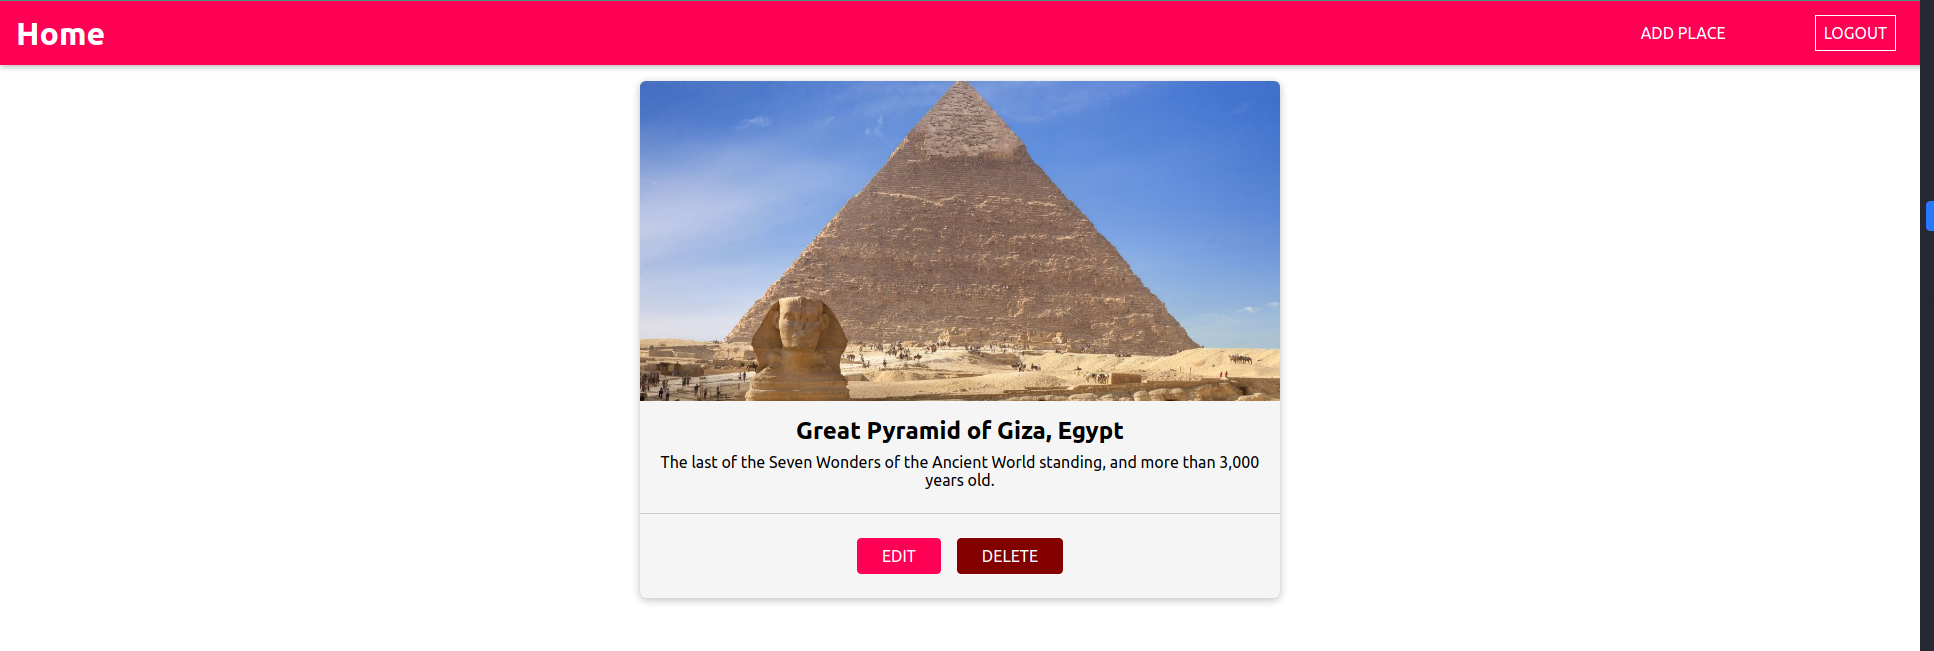 Home
ADD PLACE
LOGOUT
Great Pyramid of Giza, Egypt
The last of the Seven Wonders of the Ancient World standing, and more than 3,000
years old.
EDIT
DELETE